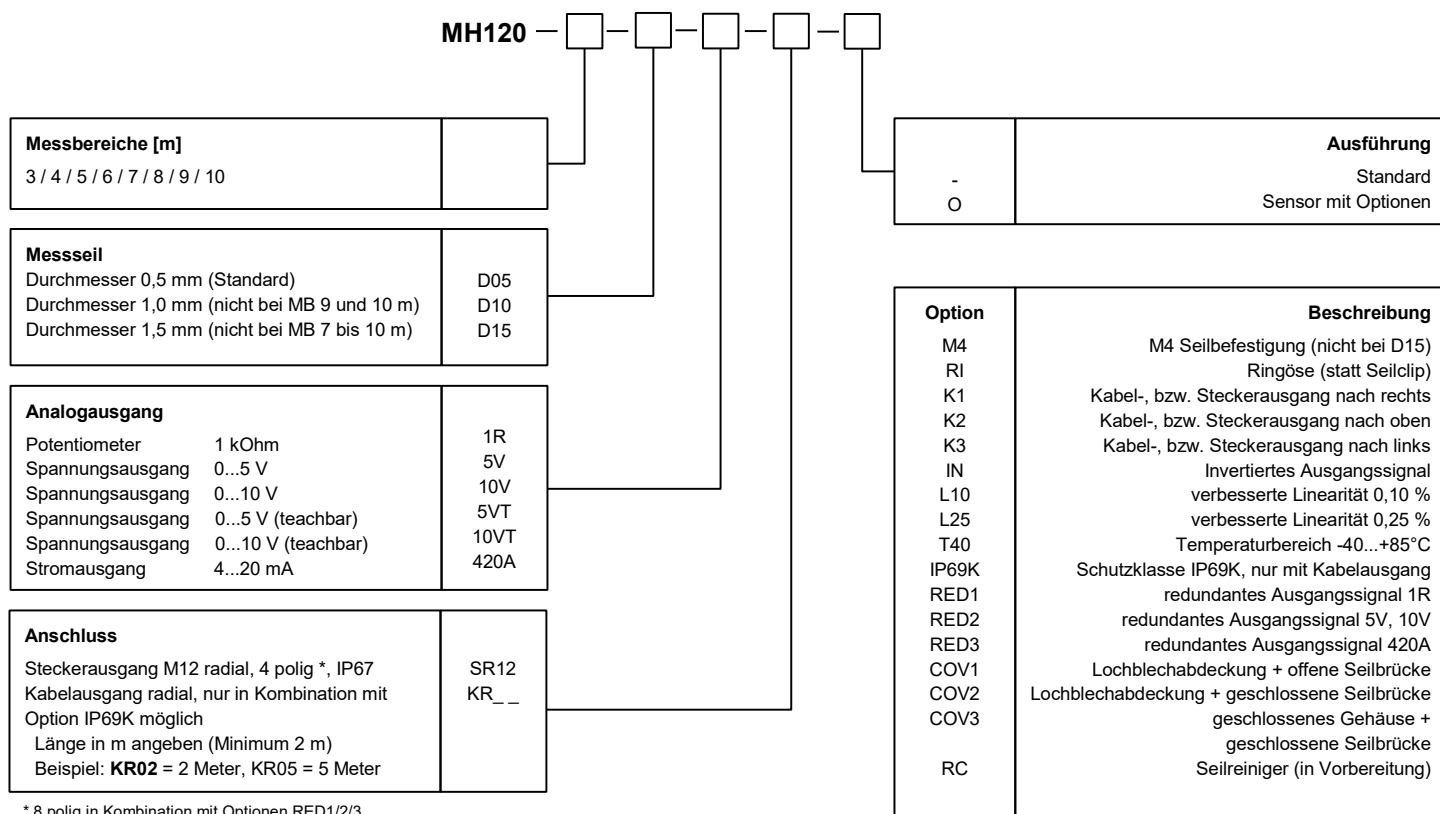 MH120 – – – – –
Messbereiche [m]
3 / 4 / 5 / 6 / 7 / 8 / 9 / 10
Messseil
Durchmesser 0,5 mm (Standard) D05
Durchmesser 1,0 mm (nicht bei MB 9 und 10 m) D10
Durchmesser 1,5 mm (nicht bei MB 7 bis 10 m) D15
Analogausgang
Potentiometer 1 kOhm 1R
Spannungsausgang 0...5 V 5V
Spannungsausgang 0...10 V 10V
Spannungsausgang 0...5 V (teachbar) 5VT
Spannungsausgang 0...10 V (teachbar) 10VT
Stromausgang 4...20 mA 420A
Anschluss
Steckerausgang M12 radial, 4 polig *, IP67 SR12
Kabelausgang radial, nur in Kombination mit KR_ _
Option IP69K möglich
Länge in m angeben (Minimum 2 m)
Beispiel: KR02 = 2 Meter, KR05 = 5 Meter
* 8 polig in Kombination mit Optionen RED1/2/3
Ausführung
- Standard
O Sensor mit Optionen
Option Beschreibung
M4 M4 Seilbefestigung (nicht bei D15)
RI Ringöse (statt Seilclip)
K1 Kabel-, bzw. Steckerausgang nach rechts
K2 Kabel-, bzw. Steckerausgang nach oben
K3 Kabel-, bzw. Steckerausgang nach links
IN Invertiertes Ausgangssignal
L10 verbesserte Linearität 0,10 %
L25 verbesserte Linearität 0,25 %
T40 Temperaturbereich -40...+85°C
IP69K Schutzklasse IP69K, nur mit Kabelausgang
RED1 redundantes Ausgangssignal 1R
RED2 redundantes Ausgangssignal 5V, 10V
RED3 redundantes Ausgangssignal 420A
COV1 Lochblechabdeckung + offene Seilbrücke
COV2 Lochblechabdeckung + geschlossene Seilbrücke
COV3 geschlossenes Gehäuse +
geschlossene Seilbrücke
RC Seilreiniger (in Vorbereitung)